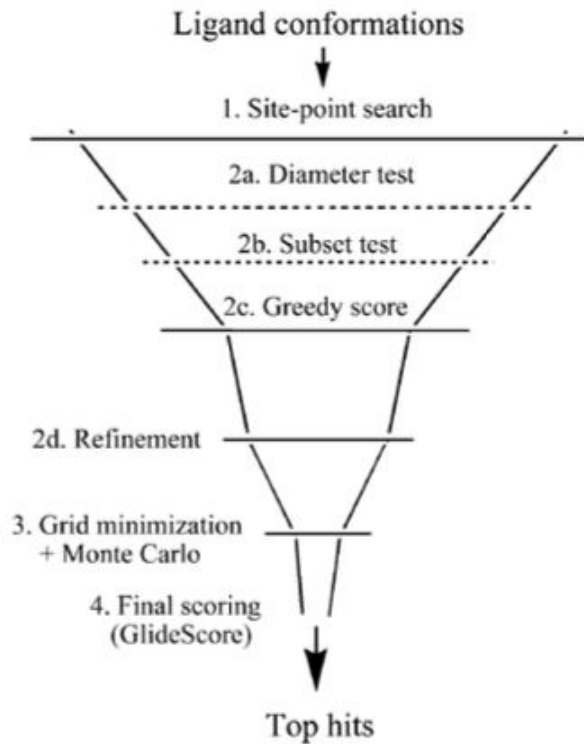 Ligand conformations
1. Site-point search
2a. Diameter test
2b. Subset test
2c. Greedy score
2d. Refinement
3. Grid minimization
+ Monte Carlo
4. Final scoring
(GlideScore)
Top hits